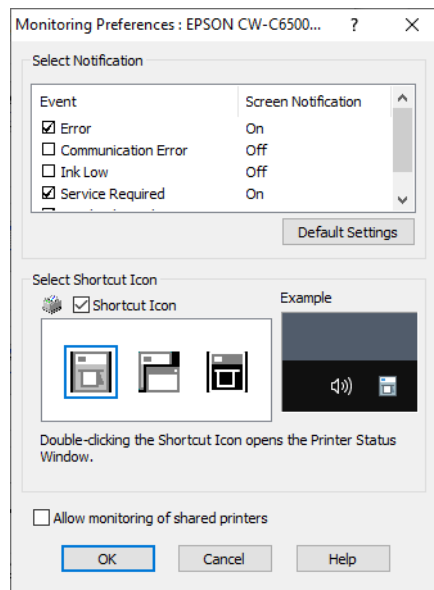 Monitoring Preferences : EPSON CW-C6500... ?
Select Notification
Event Screen Notification
Error On
Communication Error Off
Ink Low Off
Service Required On
Default Settings
Select Shortcut Icon
Shortcut Icon
Example
Double-clicking the Shortcut Icon opens the Printer Status
Window.
Allow monitoring of shared printers
OK Cancel Help